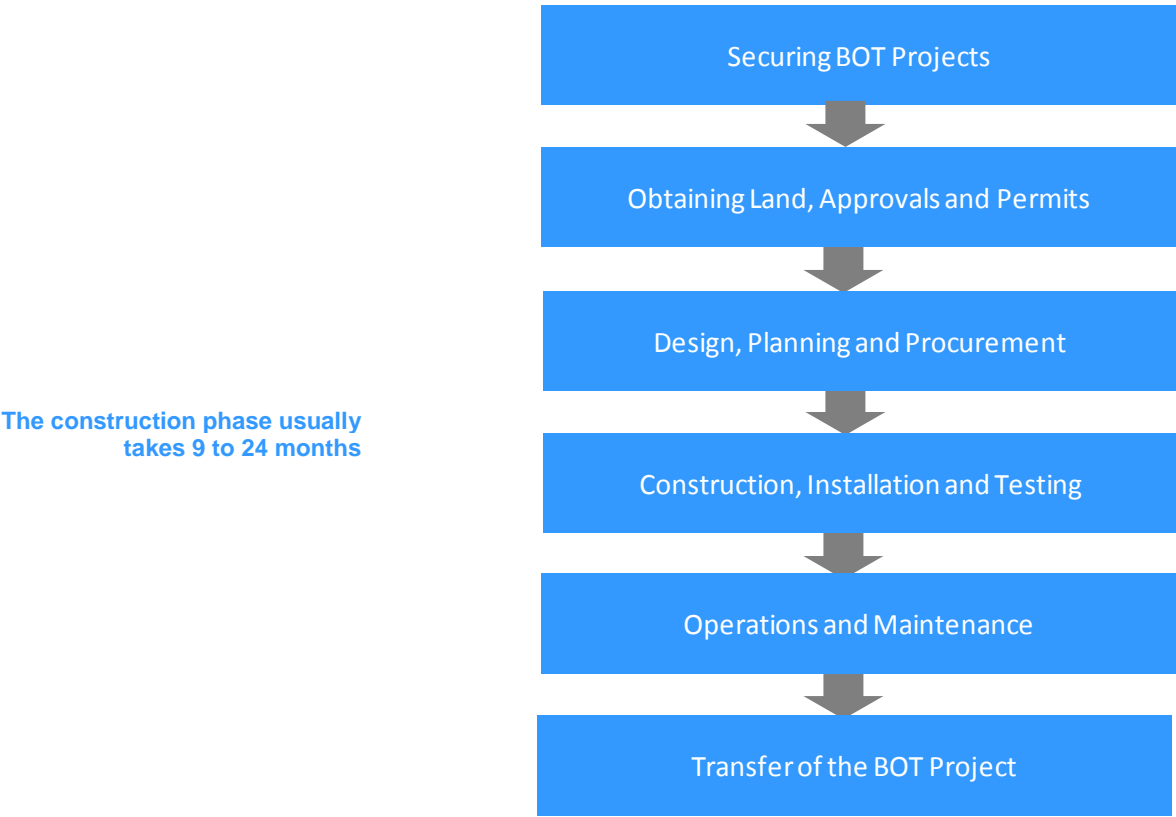 Securing BOT Projects
Obtaining Land, Approvals and Permits
Design, Planning and Procurement
The construction phase usually
takes 9 to 24 months
Construction, Installation and Testing
Operations and Maintenance
Transfer of the BOT Project